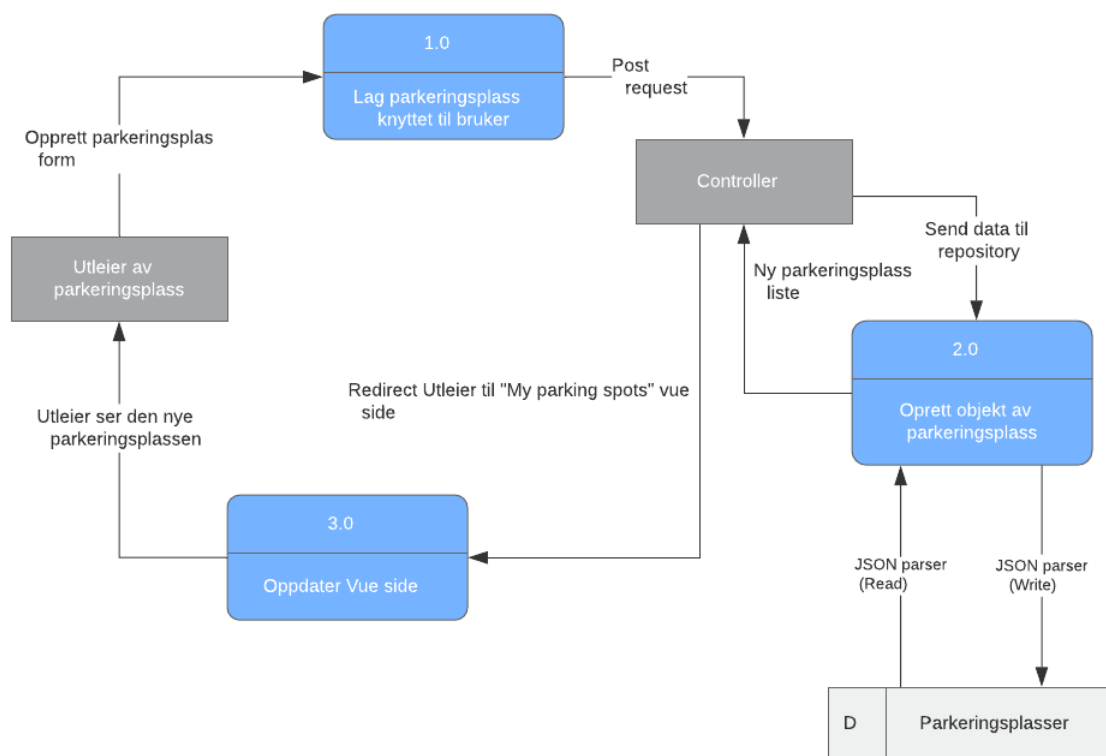 1.0
Lag parkeringsplass
knyttet til bruker
Post
request
Opprett parkeringsplas
form
Controller
Utleier av
parkeringsplass
Send data til
repository
Ny parkeringsplass
liste
2.0
Oprett objekt av
parkeringsplass
Redirect Utleier til "My parking spots" vue
side
Utleier ser den nye
parkeringsplassen
3.0
Oppdater Vue side
JSON parser
(Read)
JSON parser
(Write)
D
Parkeringsplasser